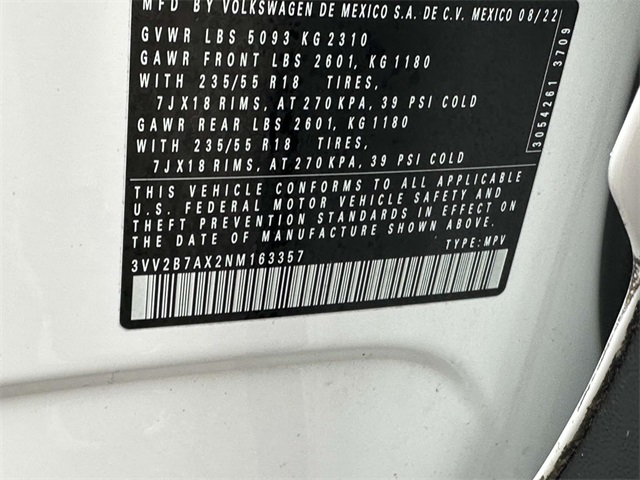 MFD BY VOLKSWAGEN DE MEXICO S.A. DE C.V. MEXICO 08/22
GVWR LBS 5093 KG 2310
GAWR FRONT LBS 2601, KG 1180
WITH 235/55 R18 TIRES,
7JX18 RIMS, AT 270 KPA, 39 PSI COLD
GAWR REAR LBS 2601, KG 1180
WITH 235/55 R18 TIRES,
7JX18 RIMS, AT 270 KPA, 39 PSI COLD
THIS VEHICLE CONFORMS TO ALL APPLICABLE
U.S. FEDERAL MOTOR VEHICLE SAFETY AND
THEFT PREVENTION STANDARDS IN EFFECT ON
THE DATE OF MANUFACTURE SHOWN ABOVE.
3VV2B7AX2NM163357 TYPE: MPV
3054261 3709